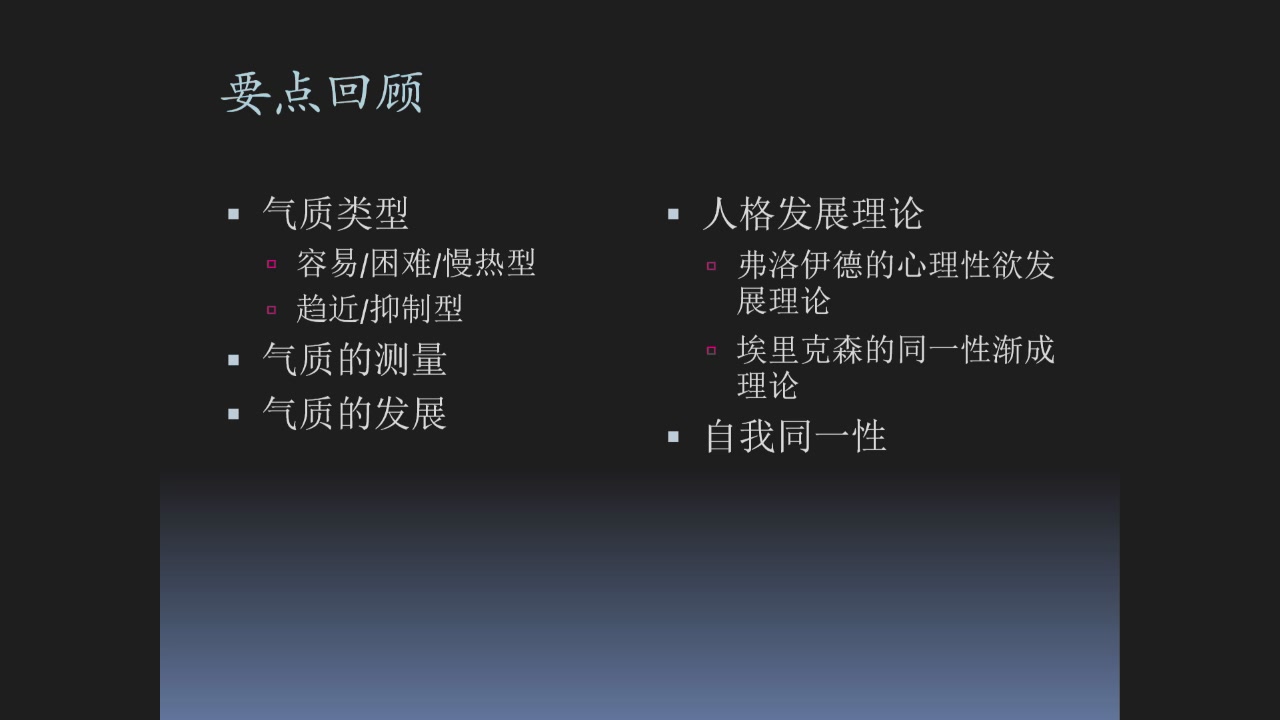 要点回顾
气质类型
容易/困难/慢热型
趋近/抑制型
气质的测量
气质的发展
人格发展理论
弗洛伊德的心理性欲发
展理论
埃里克森的同一性渐成
理论
自我同一性